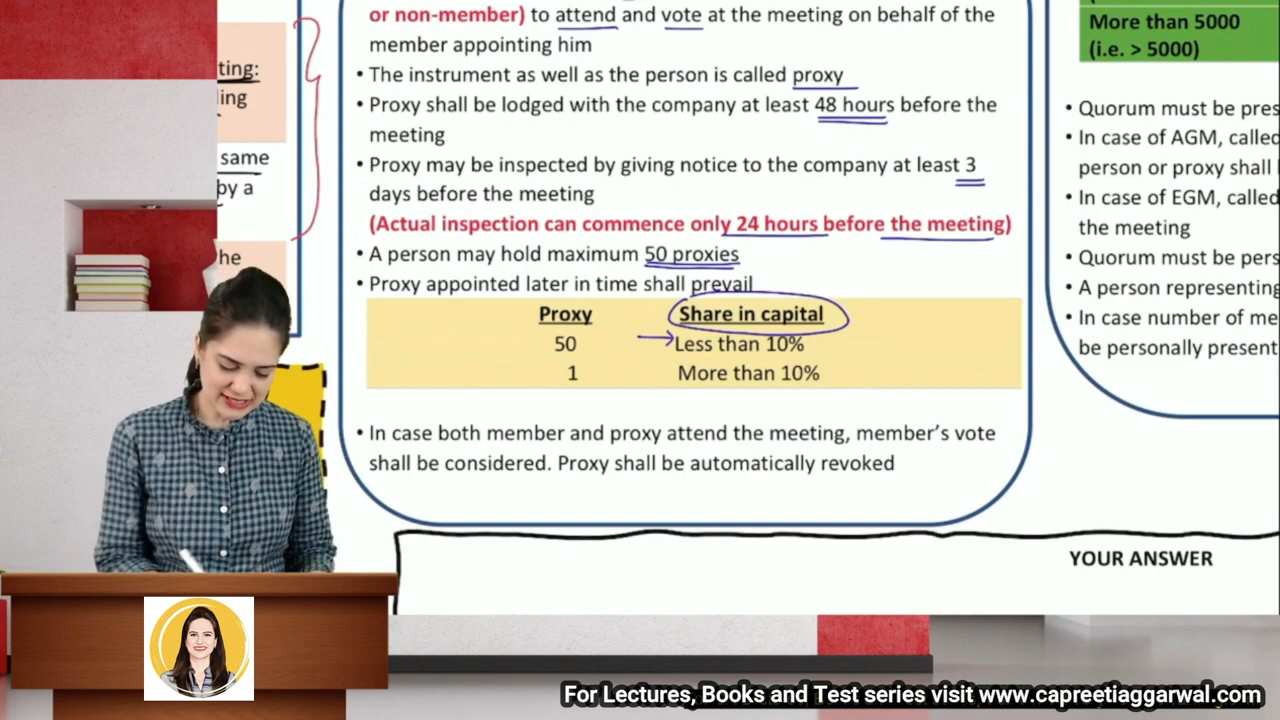 ting:
ing
same
by a
he
or non-member) to attend and vote at the meeting on behalf of the
member appointing him
• The instrument as well as the person is called proxy
• Proxy shall be lodged with the company at least 48 hours before the
meeting
• Proxy may be inspected by giving notice to the company at least 3
days before the meeting
(Actual inspection can commence only 24 hours before the meeting)
• A person may hold maximum 50 proxies
• Proxy appointed later in time shall prevail
Proxy Share in capital
50 Less than 10%
1 More than 10%
• In case both member and proxy attend the meeting, member's vote
shall be considered. Proxy shall be automatically revoked
More than 5000
(i.e. > 5000)
• Quorum must be pres
• In case of AGM, called
person or proxy shall
• In case of EGM, called
the meeting
• Quorum must be pers
• A person representing
• In case number of me
be personally present
YOUR ANSWER
For Lectures, Books and Test series visit www.capreetiaggarwal.com